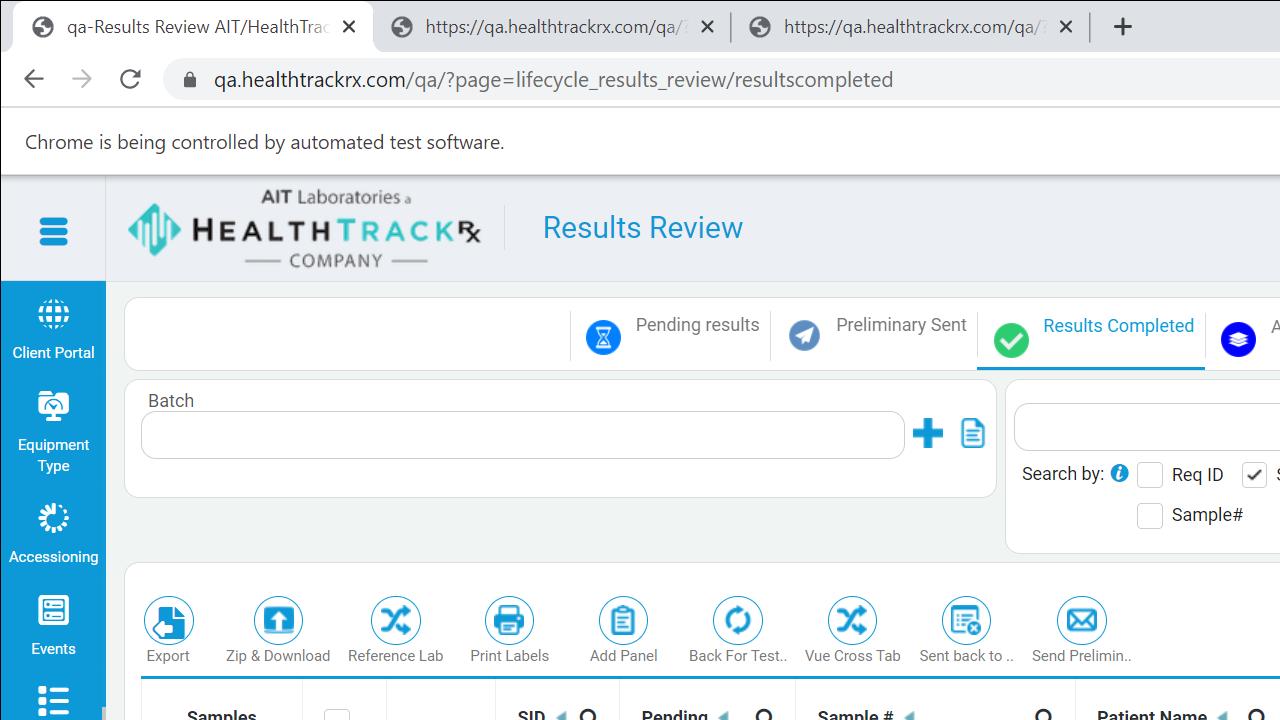 qa-Results Review AIT/HealthTrac
https://qa.healthtrackrx.com/qa/?
https://qa.healthtrackrx.com/qa/?
qa.healthtrackrx.com/qa/?page=lifecycle_results_review/resultscompleted
Chrome is being controlled by automated test software.
AIT Laboratories a
HEALTHTRACKRx
COMPANY
Results Review
Client Portal
Equipment
Type
Accessioning
Events
Pending results
Preliminary Sent
Results Completed
A
Batch
Search by:
Req ID
S
Sample#
Export
Zip & Download
Reference Lab
Print Labels
Add Panel
Back For Test..
Vue Cross Tab
Sent back to ..
Send Prelimin..
Samples
SID
Pending
Sample #
Patient Name